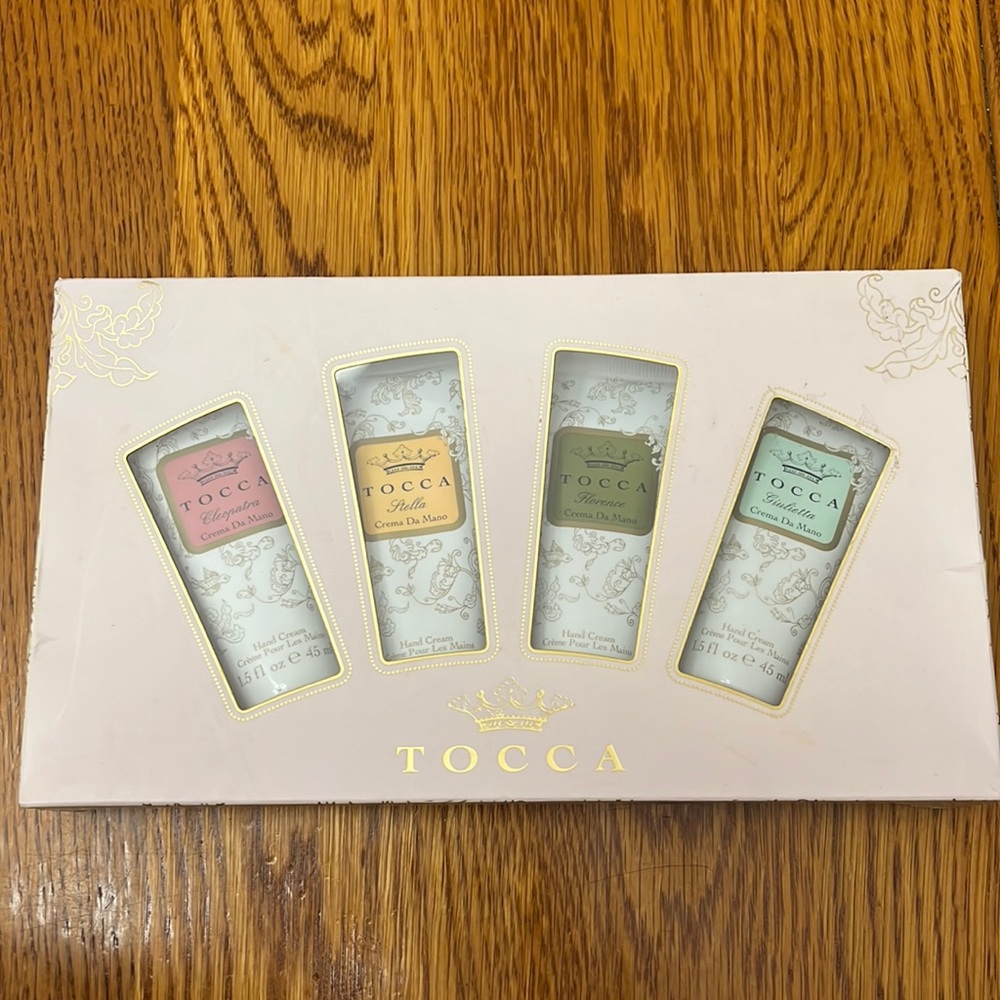 TOCCA
Cleopatra
Crema Da Mano
Hand Cream
Crème Pour Les Mains
1.5 fl oz e 45 ml
TOCCA
Stella
Crema Da Mano
Hand Cream
Crème Pour Les Mains
TOCCA
Florence
Crema Da Mano
Hand Cream
Crème Pour Les Mains
TOCCA
Giulietta
Crema Da Mano
Hand Cream
Crème Pour Les Mains
1.5 fl oz e 45 ml
TOCCA